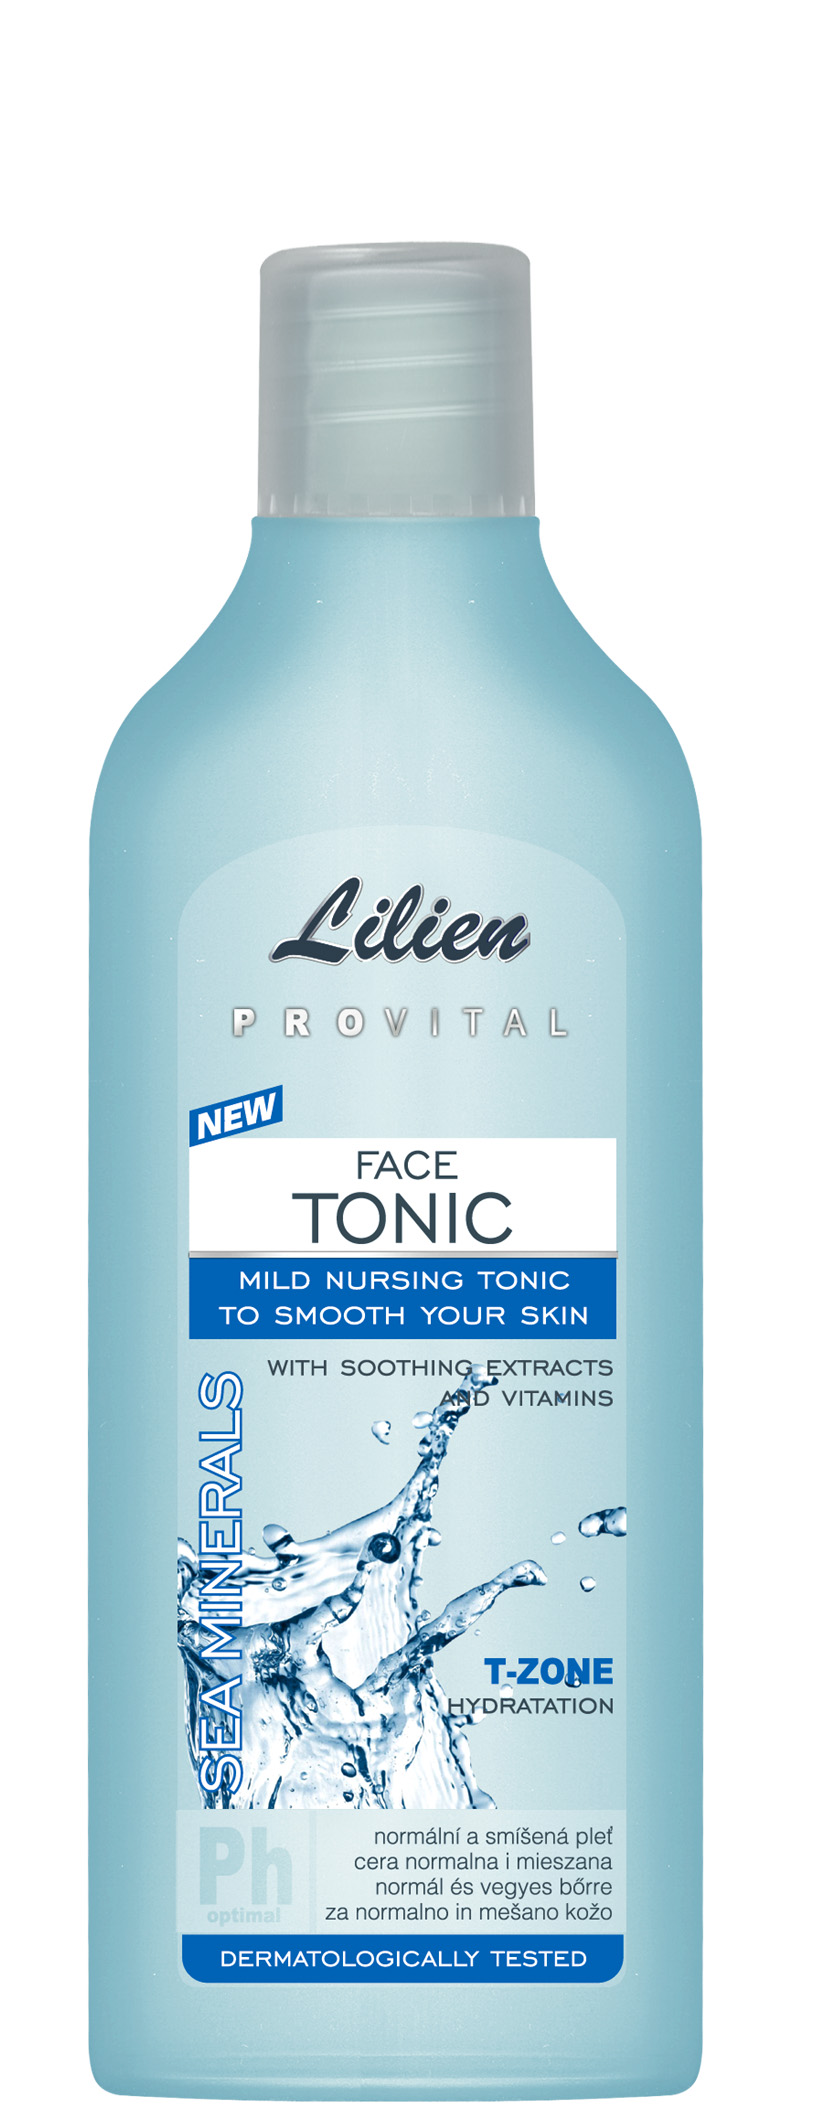 Lilien
PROVITAL
NEW
FACE
TONIC
MILD NURSING TONIC
TO SMOOTH YOUR SKIN
WITH SOOTHING EXTRACTS
AND VITAMINS
SEA MINERALS
T-ZONE
HYDRATATION
Ph
optimal
normální a smíšená pleť
cera normalna i mieszana
normál és vegyes bőrre
za normalno in mešano kožo
DERMATOLOGICALLY TESTED